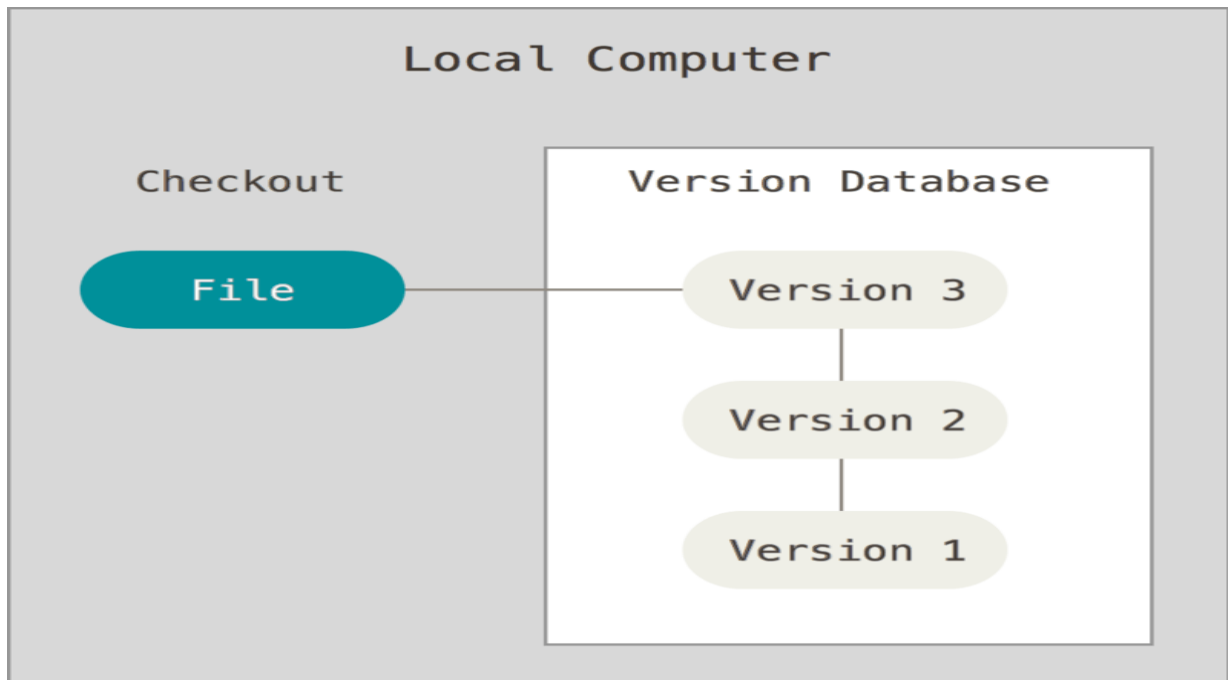 Local Computer
Checkout
Version Database
File
Version 3
Version 2
Version 1